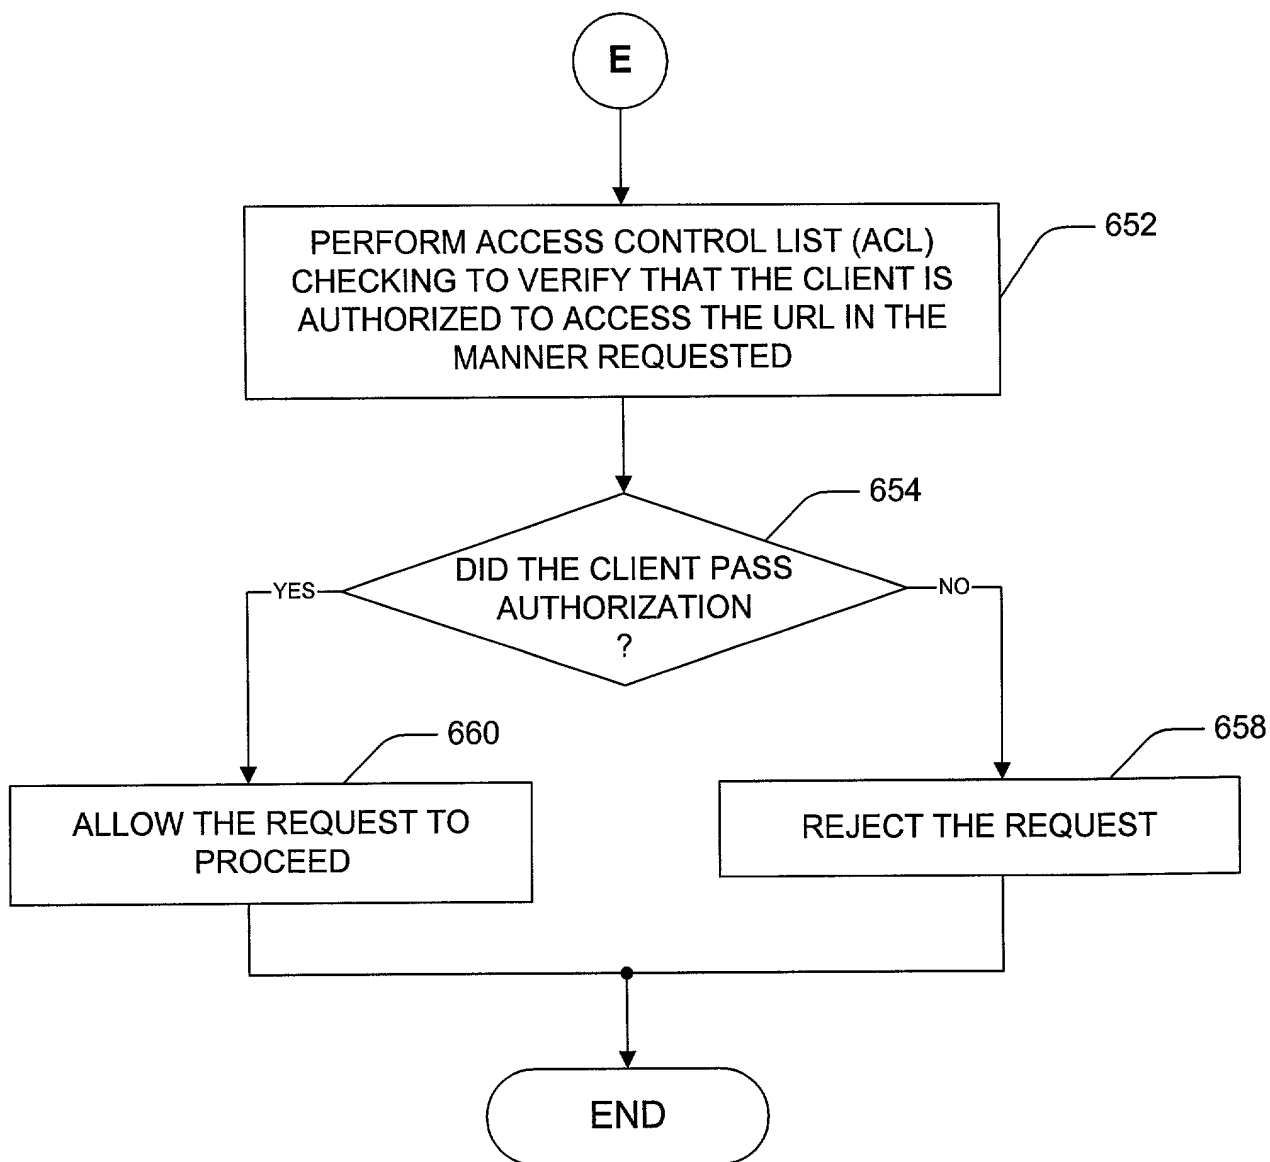 E
PERFORM ACCESS CONTROL LIST (ACL)
CHECKING TO VERIFY THAT THE CLIENT IS
AUTHORIZED TO ACCESS THE URL IN THE
MANNER REQUESTED
652
654
DID THE CLIENT PASS
AUTHORIZATION
?
YES
NO
660
658
ALLOW THE REQUEST TO
PROCEED
REJECT THE REQUEST
END